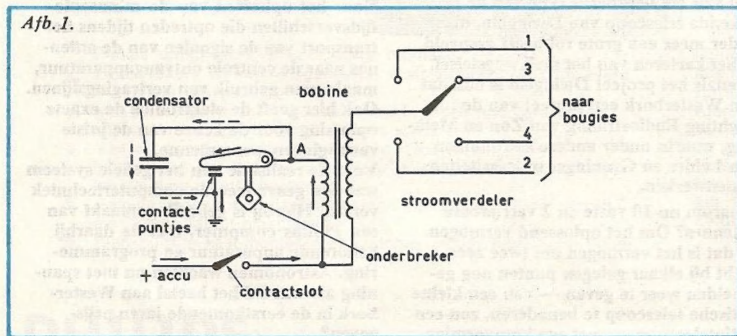 Afb. 1.
condensator
bobine
1
3
4
2
naar
bougies
A
contact-
puntjes
stroomverdeler
onderbreker
+ accu
contactslot